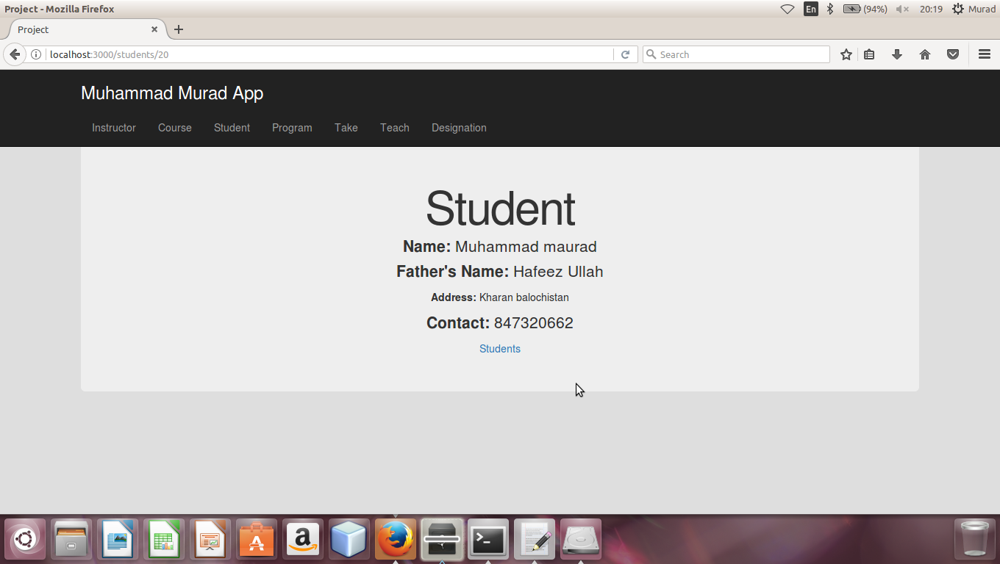 Project - Mozilla Firefox
En (94%) 20:19 Murad
Project
localhost:3000/students/20
Search
Muhammad Murad App
Instructor Course Student Program Take Teach Designation
Student
Name: Muhammad maurad
Father's Name: Hafeez Ullah
Address: Kharan balochistan
Contact: 847320662
Students